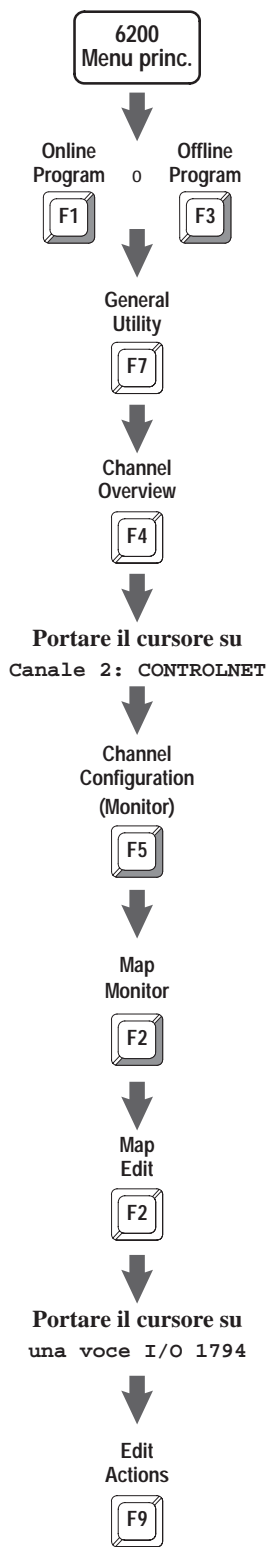 6200
Menu princ.
Online Program o Offline Program
F1 F3
General
Utility
F7
Channel
Overview
F4
Portare il cursore su
Canale 2: CONTROLNET
Channel
Configuration
(Monitor)
F5
Map
Monitor
F2
Map
Edit
F2
Portare il cursore su
una voce I/O 1794
Edit
Actions
F9